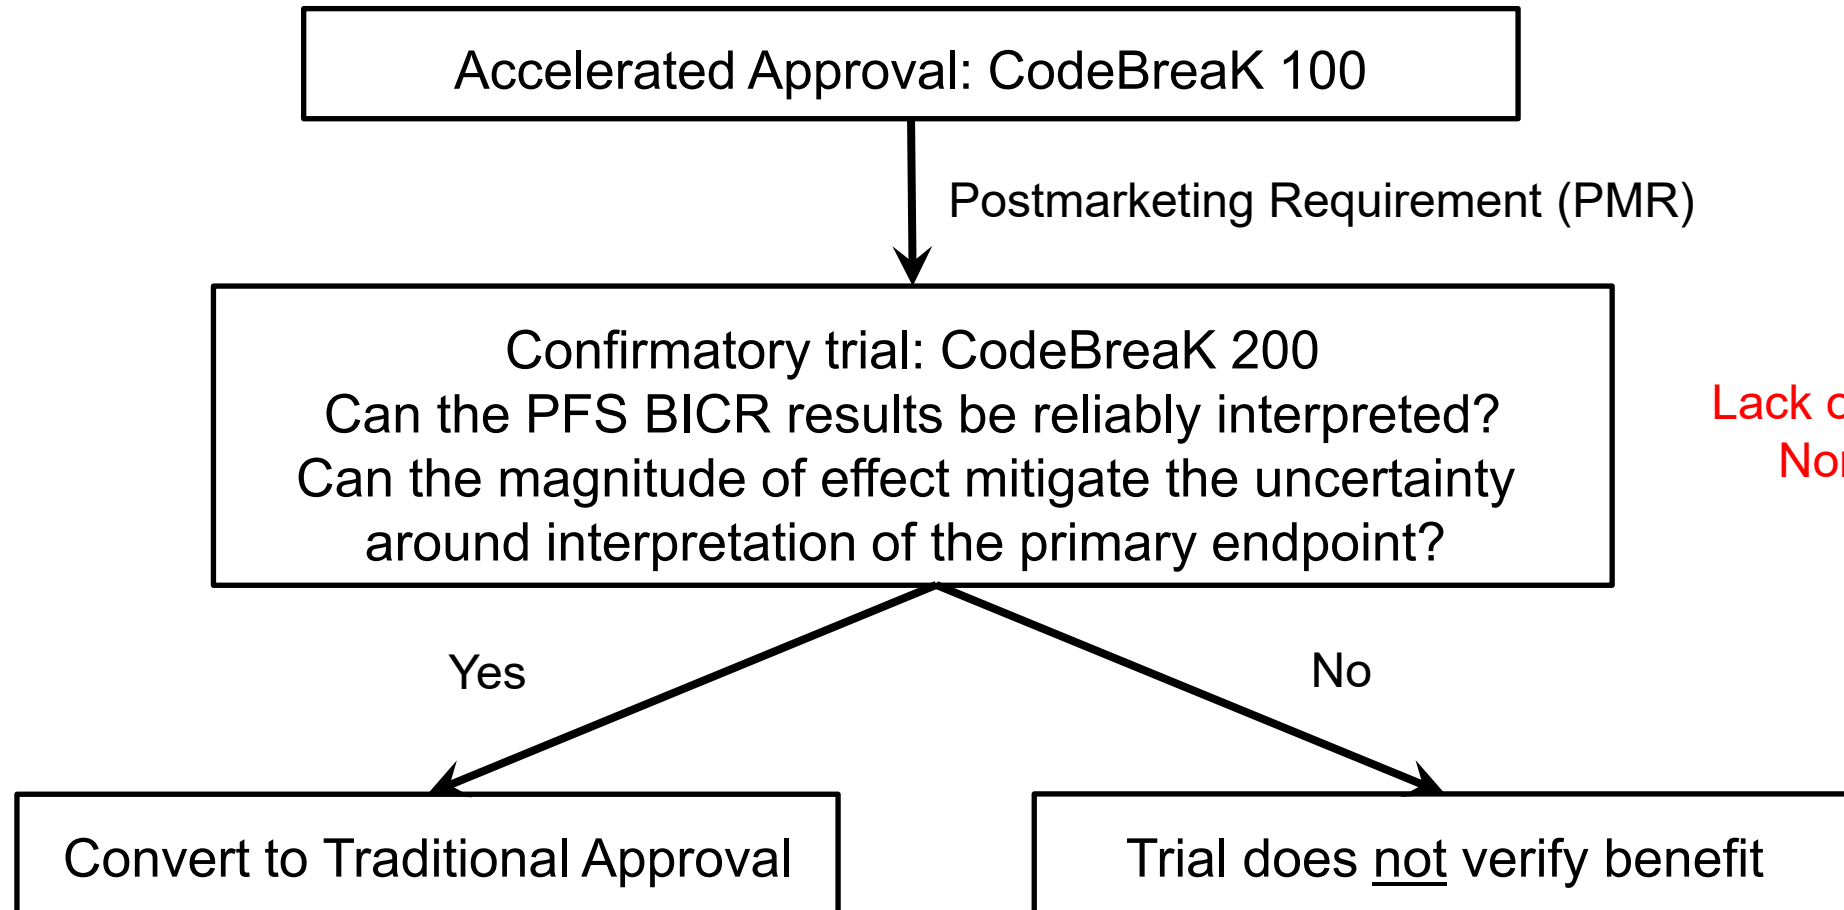 Accelerated Approval: CodeBreaK 100
Postmarketing Requirement (PMR)
Confirmatory trial: CodeBreaK 200
Can the PFS BICR results be reliably interpreted?
Can the magnitude of effect mitigate the uncertainty
around interpretation of the primary endpoint?
Lack
Yes
No
Convert to Traditional Approval
Trial does not verify benefit